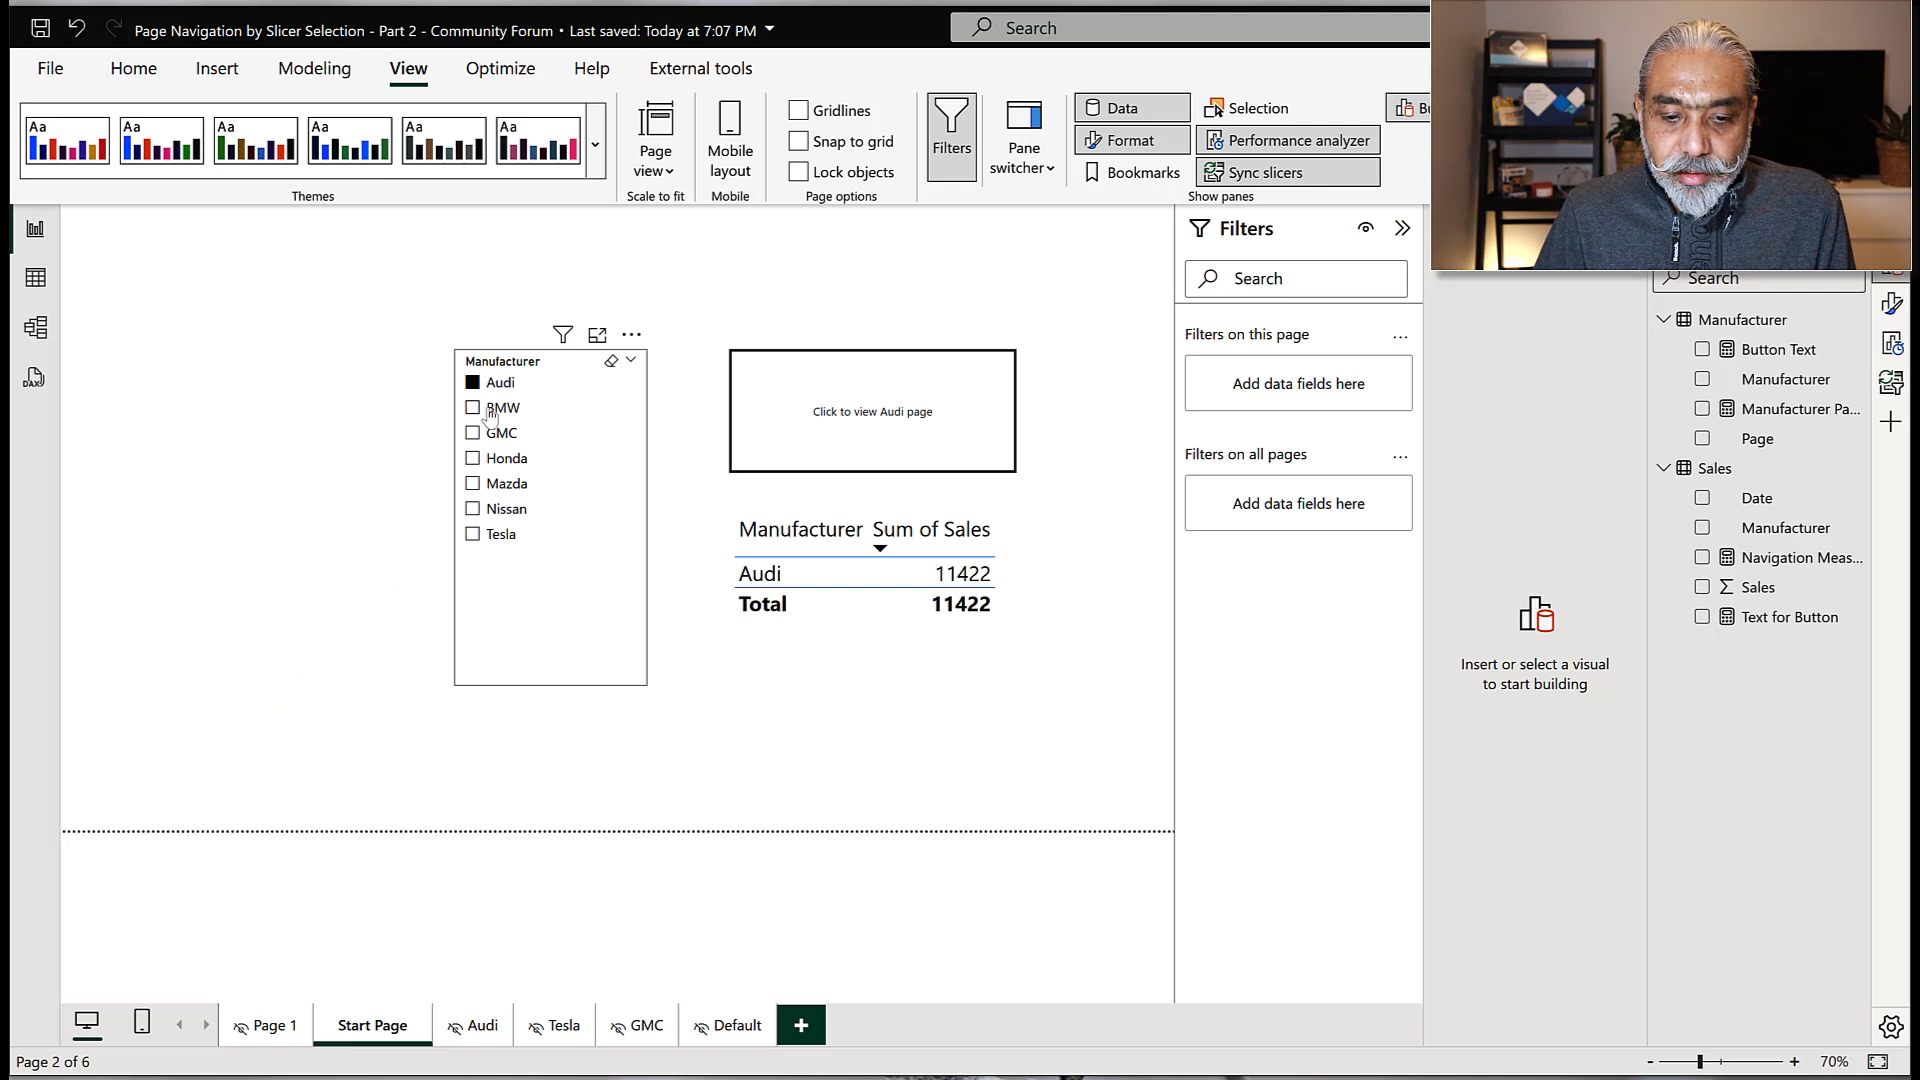 Page Navigation by Slicer Selection - Part 2 - Community Forum • Last saved: Today at 7:07 PM
Search
File
Home
Insert
Modeling
View
Optimize
Help
External tools
Aa
Aa
Aa
Aa
Aa
Aa
Themes
Page
view
Scale to fit
Mobile
layout
Mobile
Gridlines
Snap to grid
Lock objects
Page options
Filters
Pane
switcher
Data
Format
Bookmarks
Selection
Performance analyzer
Sync slicers
Bu
Show panes
DAX
Manufacturer
Audi
BMW
GMC
Honda
Mazda
Nissan
Tesla
Click to view Audi page
Manufacturer Sum of Sales
Audi 11422
Total 11422
Filters
Search
Filters on this page
Add data fields here
Filters on all pages
Add data fields here
Insert or select a visual
to start building
Search
Manufacturer
Button Text
Manufacturer
Manufacturer Pa...
Page
Sales
Date
Manufacturer
Navigation Meas...
Sales
Text for Button
Page 1
Start Page
Audi
Tesla
GMC
Default
Page 2 of 6
- + 70%